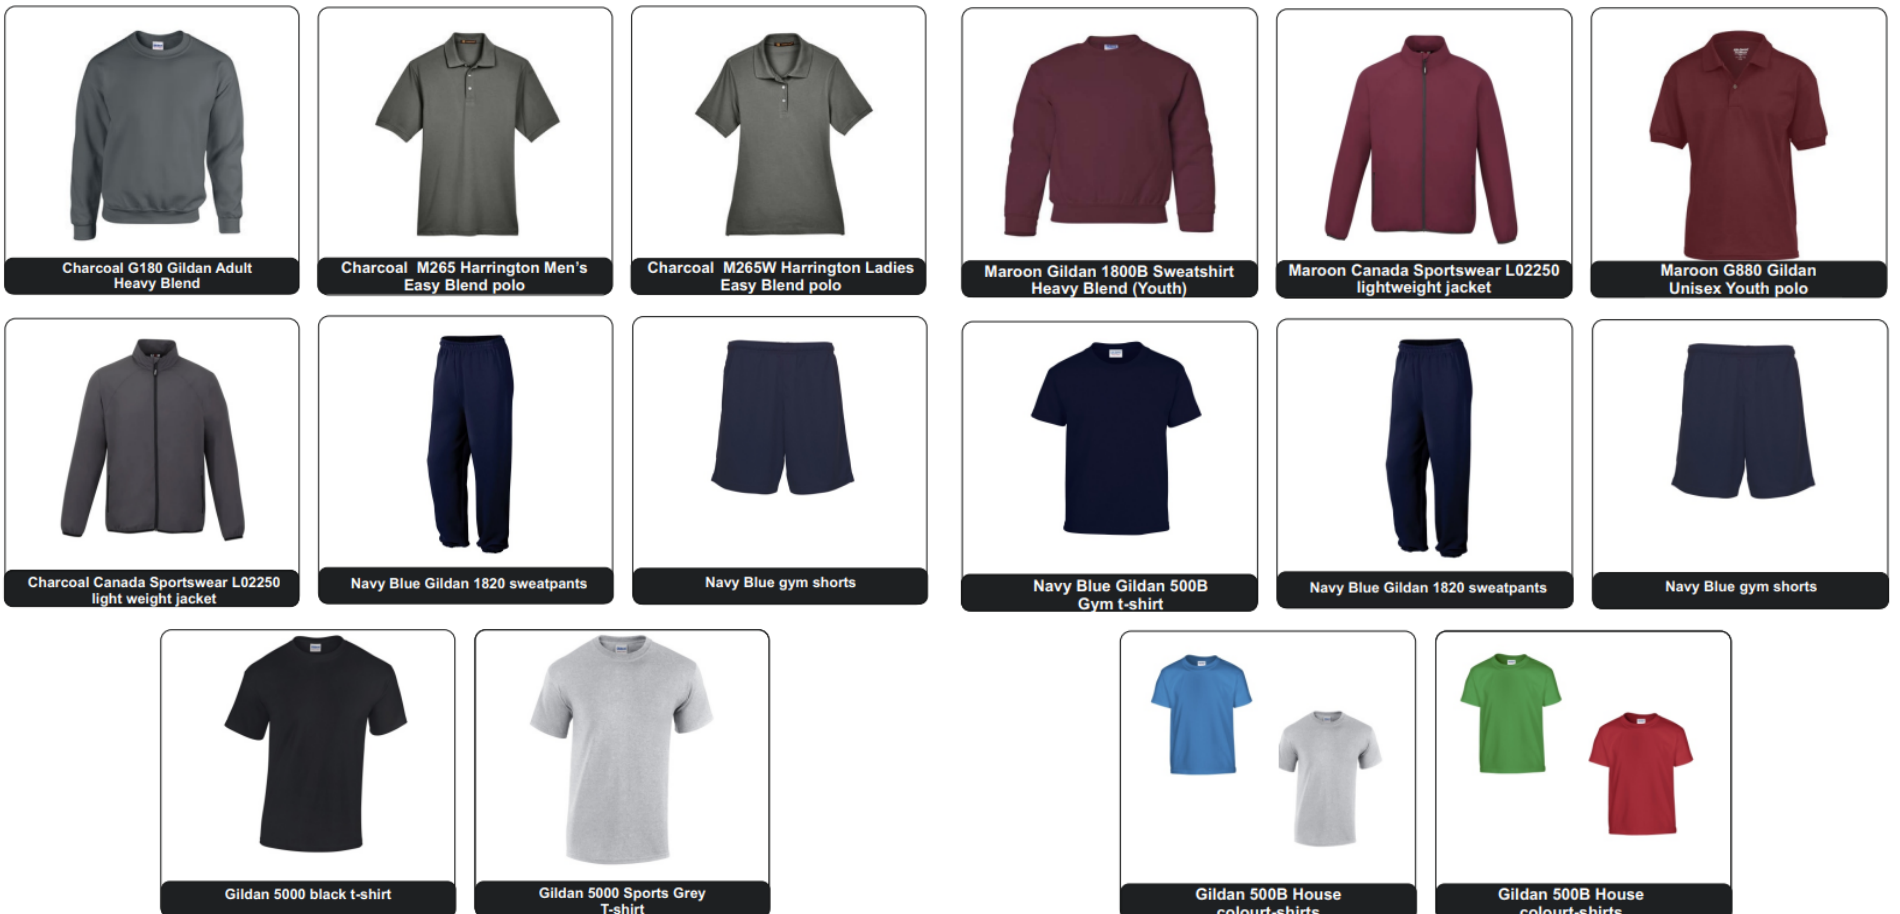 Charcoal G180 Gildan Adult
Heavy Blend
Charcoal M265 Harrington Men's
Easy Blend polo
Charcoal M265W Harrington Ladies
Easy Blend polo
Maroon Gildan 1800B Sweatshirt
Heavy Blend (Youth)
Maroon Canada Sportswear L02250
lightweight jacket
Maroon G880 Gildan
Unisex Youth polo
Charcoal Canada Sportswear L02250
light weight jacket
Navy Blue Gildan 1820 sweatpants
Navy Blue gym shorts
Navy Blue Gildan 500B
Gym t-shirt
Navy Blue Gildan 1820 sweatpants
Navy Blue gym shorts
Gildan 5000 black t-shirt
Gildan 5000 Sports Grey
T-shirt
Gildan 500B House
colourt-shirts
Gildan 500B House
colourt-shirts